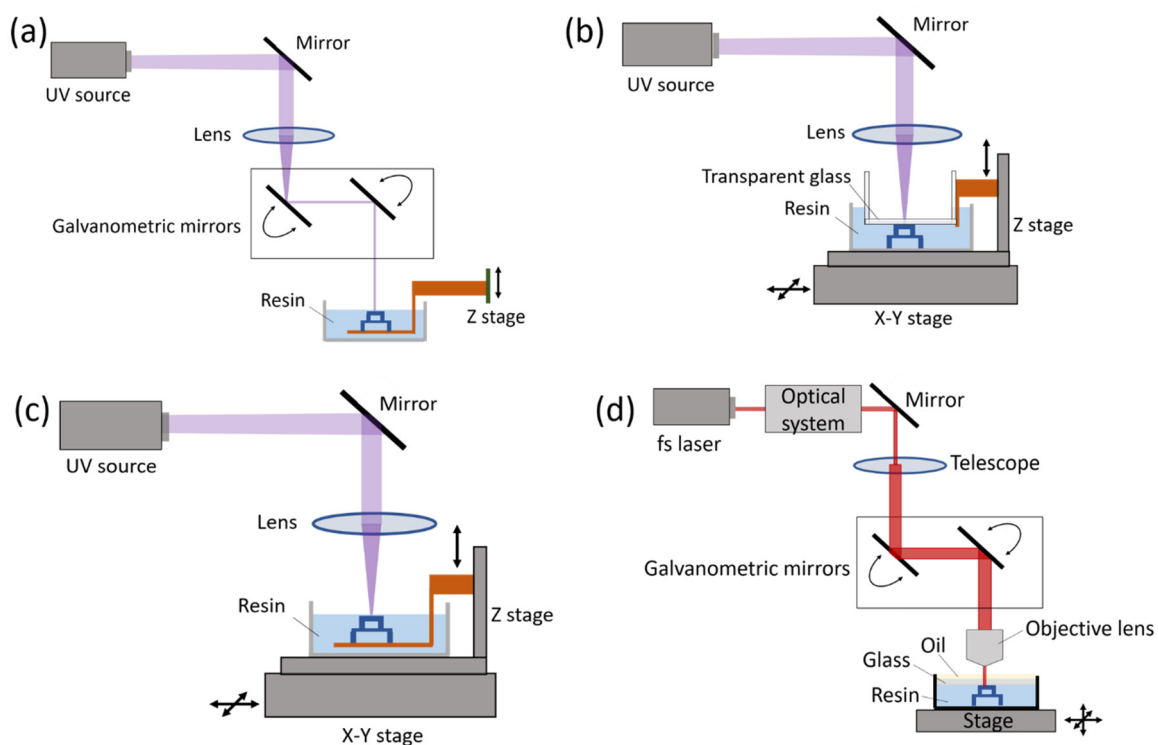 (a)
Mirror
UV source
Lens
Galvanometric mirrors
Resin
Z stage
(b)
Mirror
UV source
Lens
Transparent glass
Resin
Z stage
X-Y stage
(c)
Mirror
UV source
Lens
Resin
Z stage
X-Y stage
(d)
Optical
system
Mirror
fs laser
Telescope
Galvanometric mirrors
Objective lens
Oil
Glass
Resin
Stage